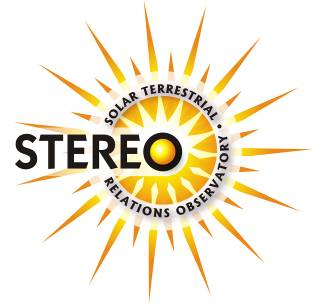 STEREO
SOLAR TERRESTRIAL •
RELATIONS OBSERVATORY